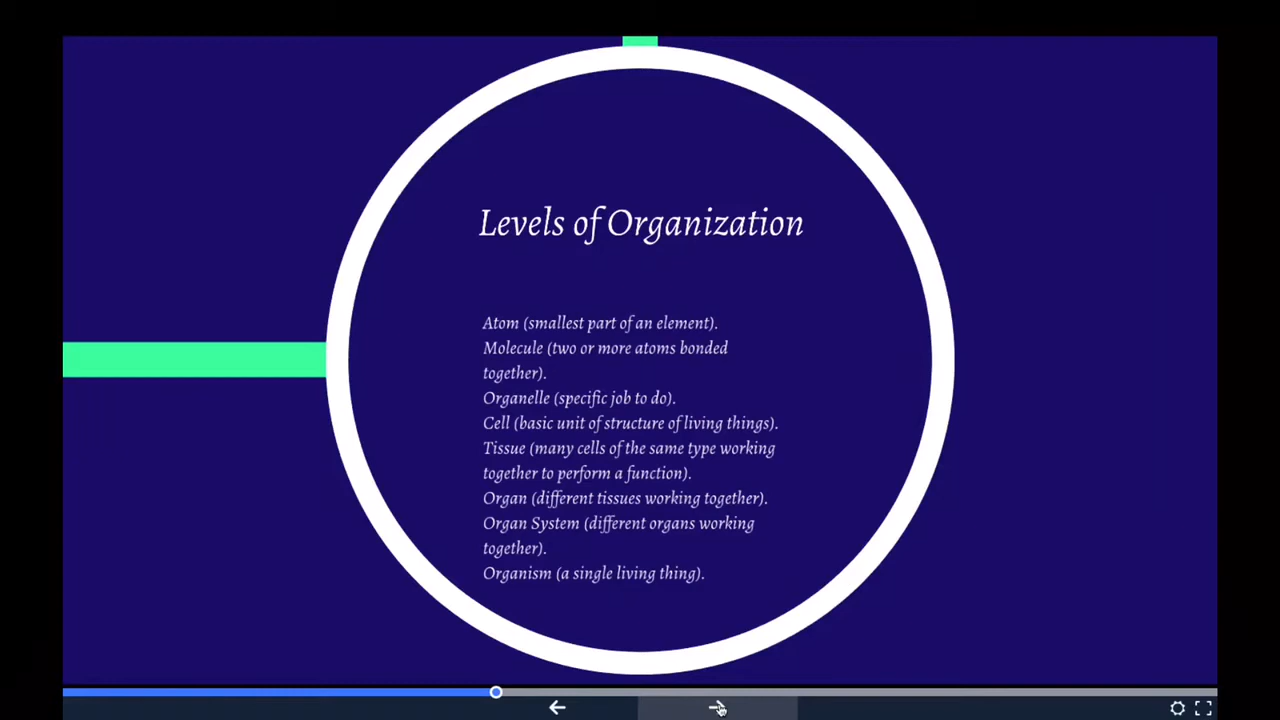 Levels of Organization
Atom (smallest part of an element).
Molecule (two or more atoms bonded
together).
Organelle (specific job to do).
Cell (basic unit of structure of living things).
Tissue (many cells of the same type working
together to perform a function).
Organ (different tissues working together).
Organ System (different organs working
together).
Organism (a single living thing).